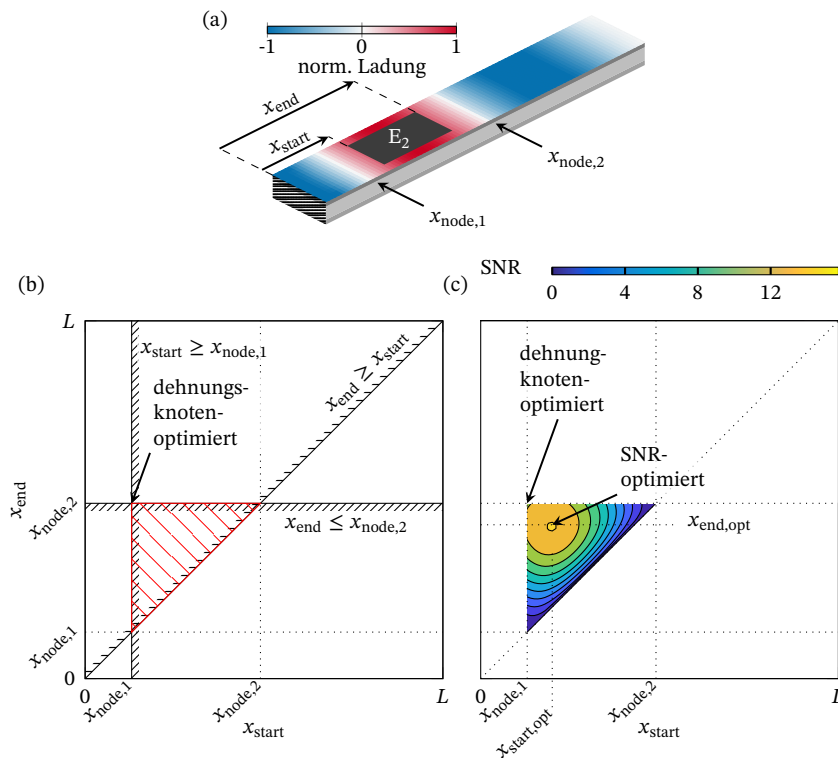 (a)
-1 0 1
norm. Ladung
x_end
x_start
E_2
x_node,2
x_node,1
(b)
L
x_start ≥ x_node,1
dehnungs-
knoten-
optimiert
x_end ≥ x_start
x_end
x_node,2
x_end ≤ x_node,2
x_node,1
0
0 x_node,1 x_node,2 L
x_start
(c)
SNR
0 4 8 12
dehnung-
knoten-
optimiert
SNR-
optimiert
x_end,opt
0 x_node,1 x_start,opt x_node,2 L
x_start